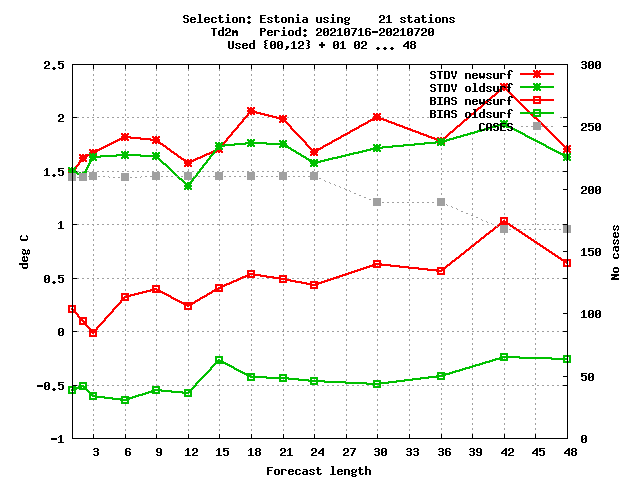 Selection: Estonia using    21 stations
Td2m   Period: 20210716-20210720
Used {00,12} + 01 02 ... 48
STDV newsurf
STDV oldsurf
BIAS newsurf
BIAS oldsurf
CASES
deg C
2.5
2
1.5
1
0.5
0
-0.5
-1
No cases
300
250
200
150
100
50
0
3 6 9 12 15 18 21 24 27 30 33 36 39 42 45 48
Forecast length